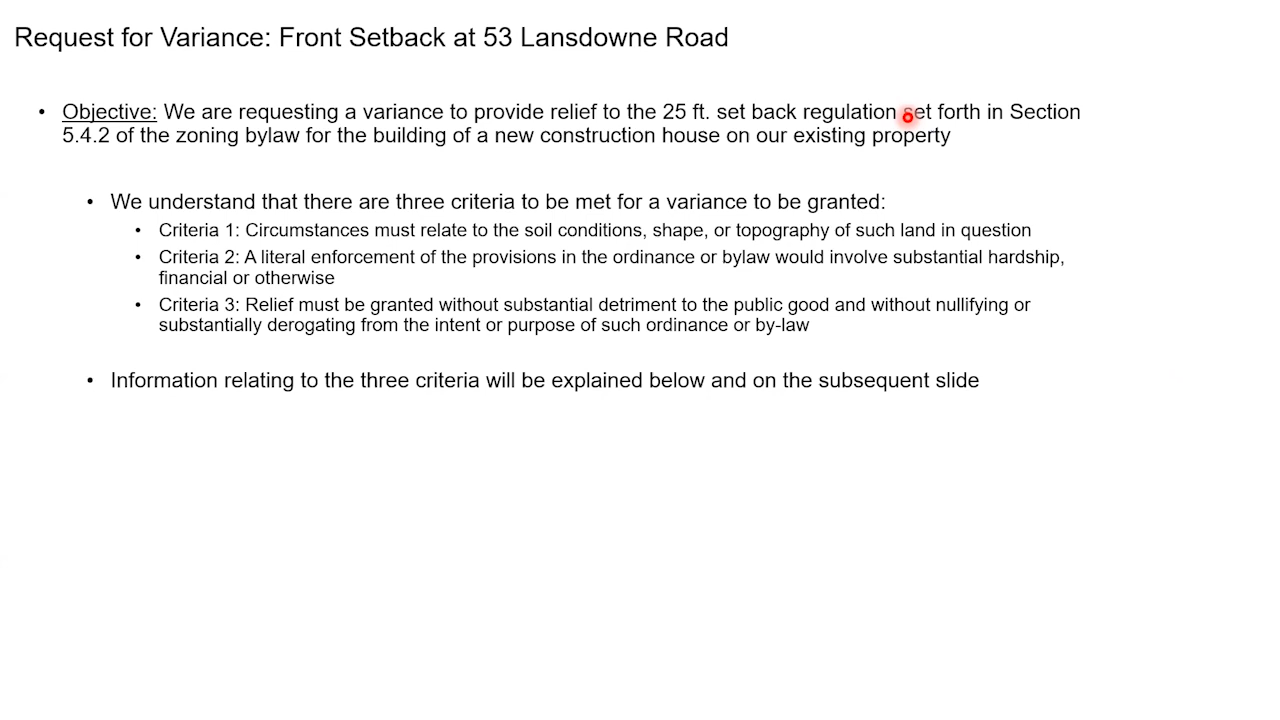 Request for Variance: Front Setback at 53 Lansdowne Road
• Objective: We are requesting a variance to provide relief to the 25 ft. set back regulation set forth in Section
5.4.2 of the zoning bylaw for the building of a new construction house on our existing property
• We understand that there are three criteria to be met for a variance to be granted:
• Criteria 1: Circumstances must relate to the soil conditions, shape, or topography of such land in question
• Criteria 2: A literal enforcement of the provisions in the ordinance or bylaw would involve substantial hardship,
financial or otherwise
• Criteria 3: Relief must be granted without substantial detriment to the public good and without nullifying or
substantially derogating from the intent or purpose of such ordinance or by-law
• Information relating to the three criteria will be explained below and on the subsequent slide